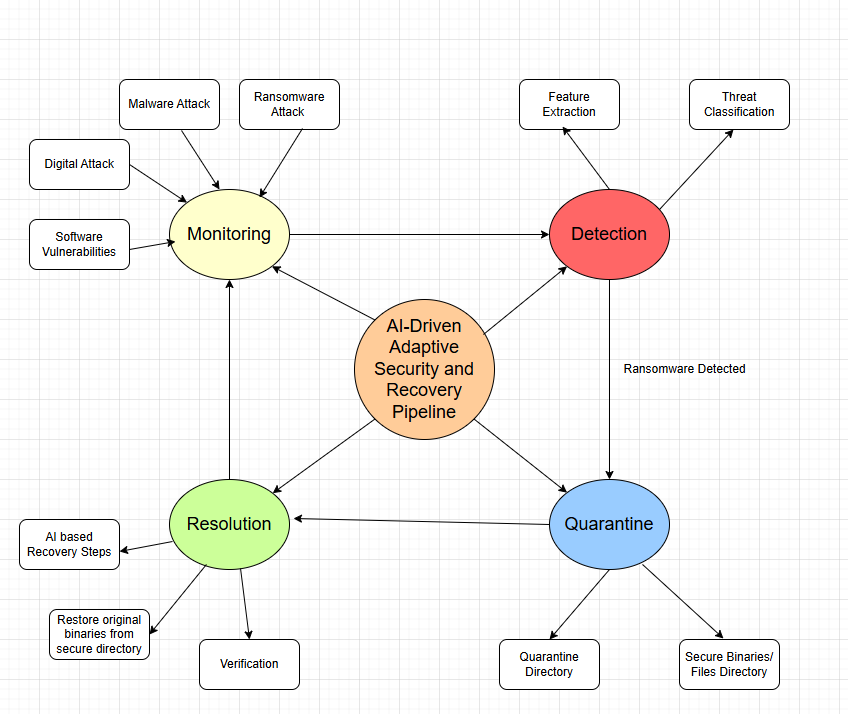 Malware Attack
Ransomware
Attack
Feature
Extraction
Threat
Classification
Digital Attack
Software
Vulnerabilities
Monitoring
Detection
AI-Driven
Adaptive
Security and
Recovery
Pipeline
Ransomware Detected
Resolution
Quarantine
AI based
Recovery Steps
Restore original
binaries from
secure directory
Verification
Quarantine
Directory
Secure Binaries/
Files Directory